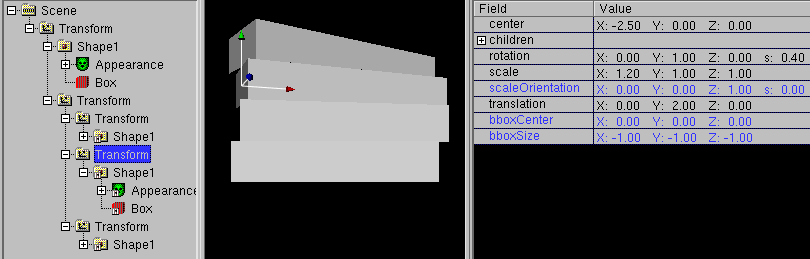 Scene
Transform
Shape1
Appearance
Box
Transform
Transform
Shape1
Transform
Shape1
Appearance
Box
Transform
Shape1
Field Value
center X: -2.50 Y: 0.00 Z: 0.00
children
rotation X: 0.00 Y: 1.00 Z: 0.00 s: 0.40
scale X: 1.20 Y: 1.00 Z: 1.00
scaleOrientation X: 0.00 Y: 0.00 Z: 1.00 s: 0.00
translation X: 0.00 Y: 2.00 Z: 0.00
bboxCenter X: 0.00 Y: 0.00 Z: 0.00
bboxSize X: -1.00 Y: -1.00 Z: -1.00